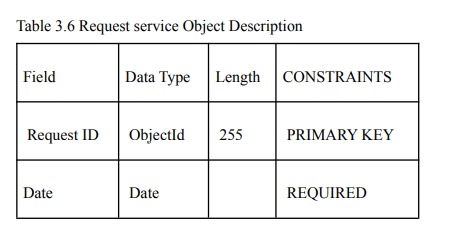 Table 3.6 Request service Object Description
Field Data Type Length CONSTRAINTS
Request ID ObjectId 255 PRIMARY KEY
Date Date REQUIRED